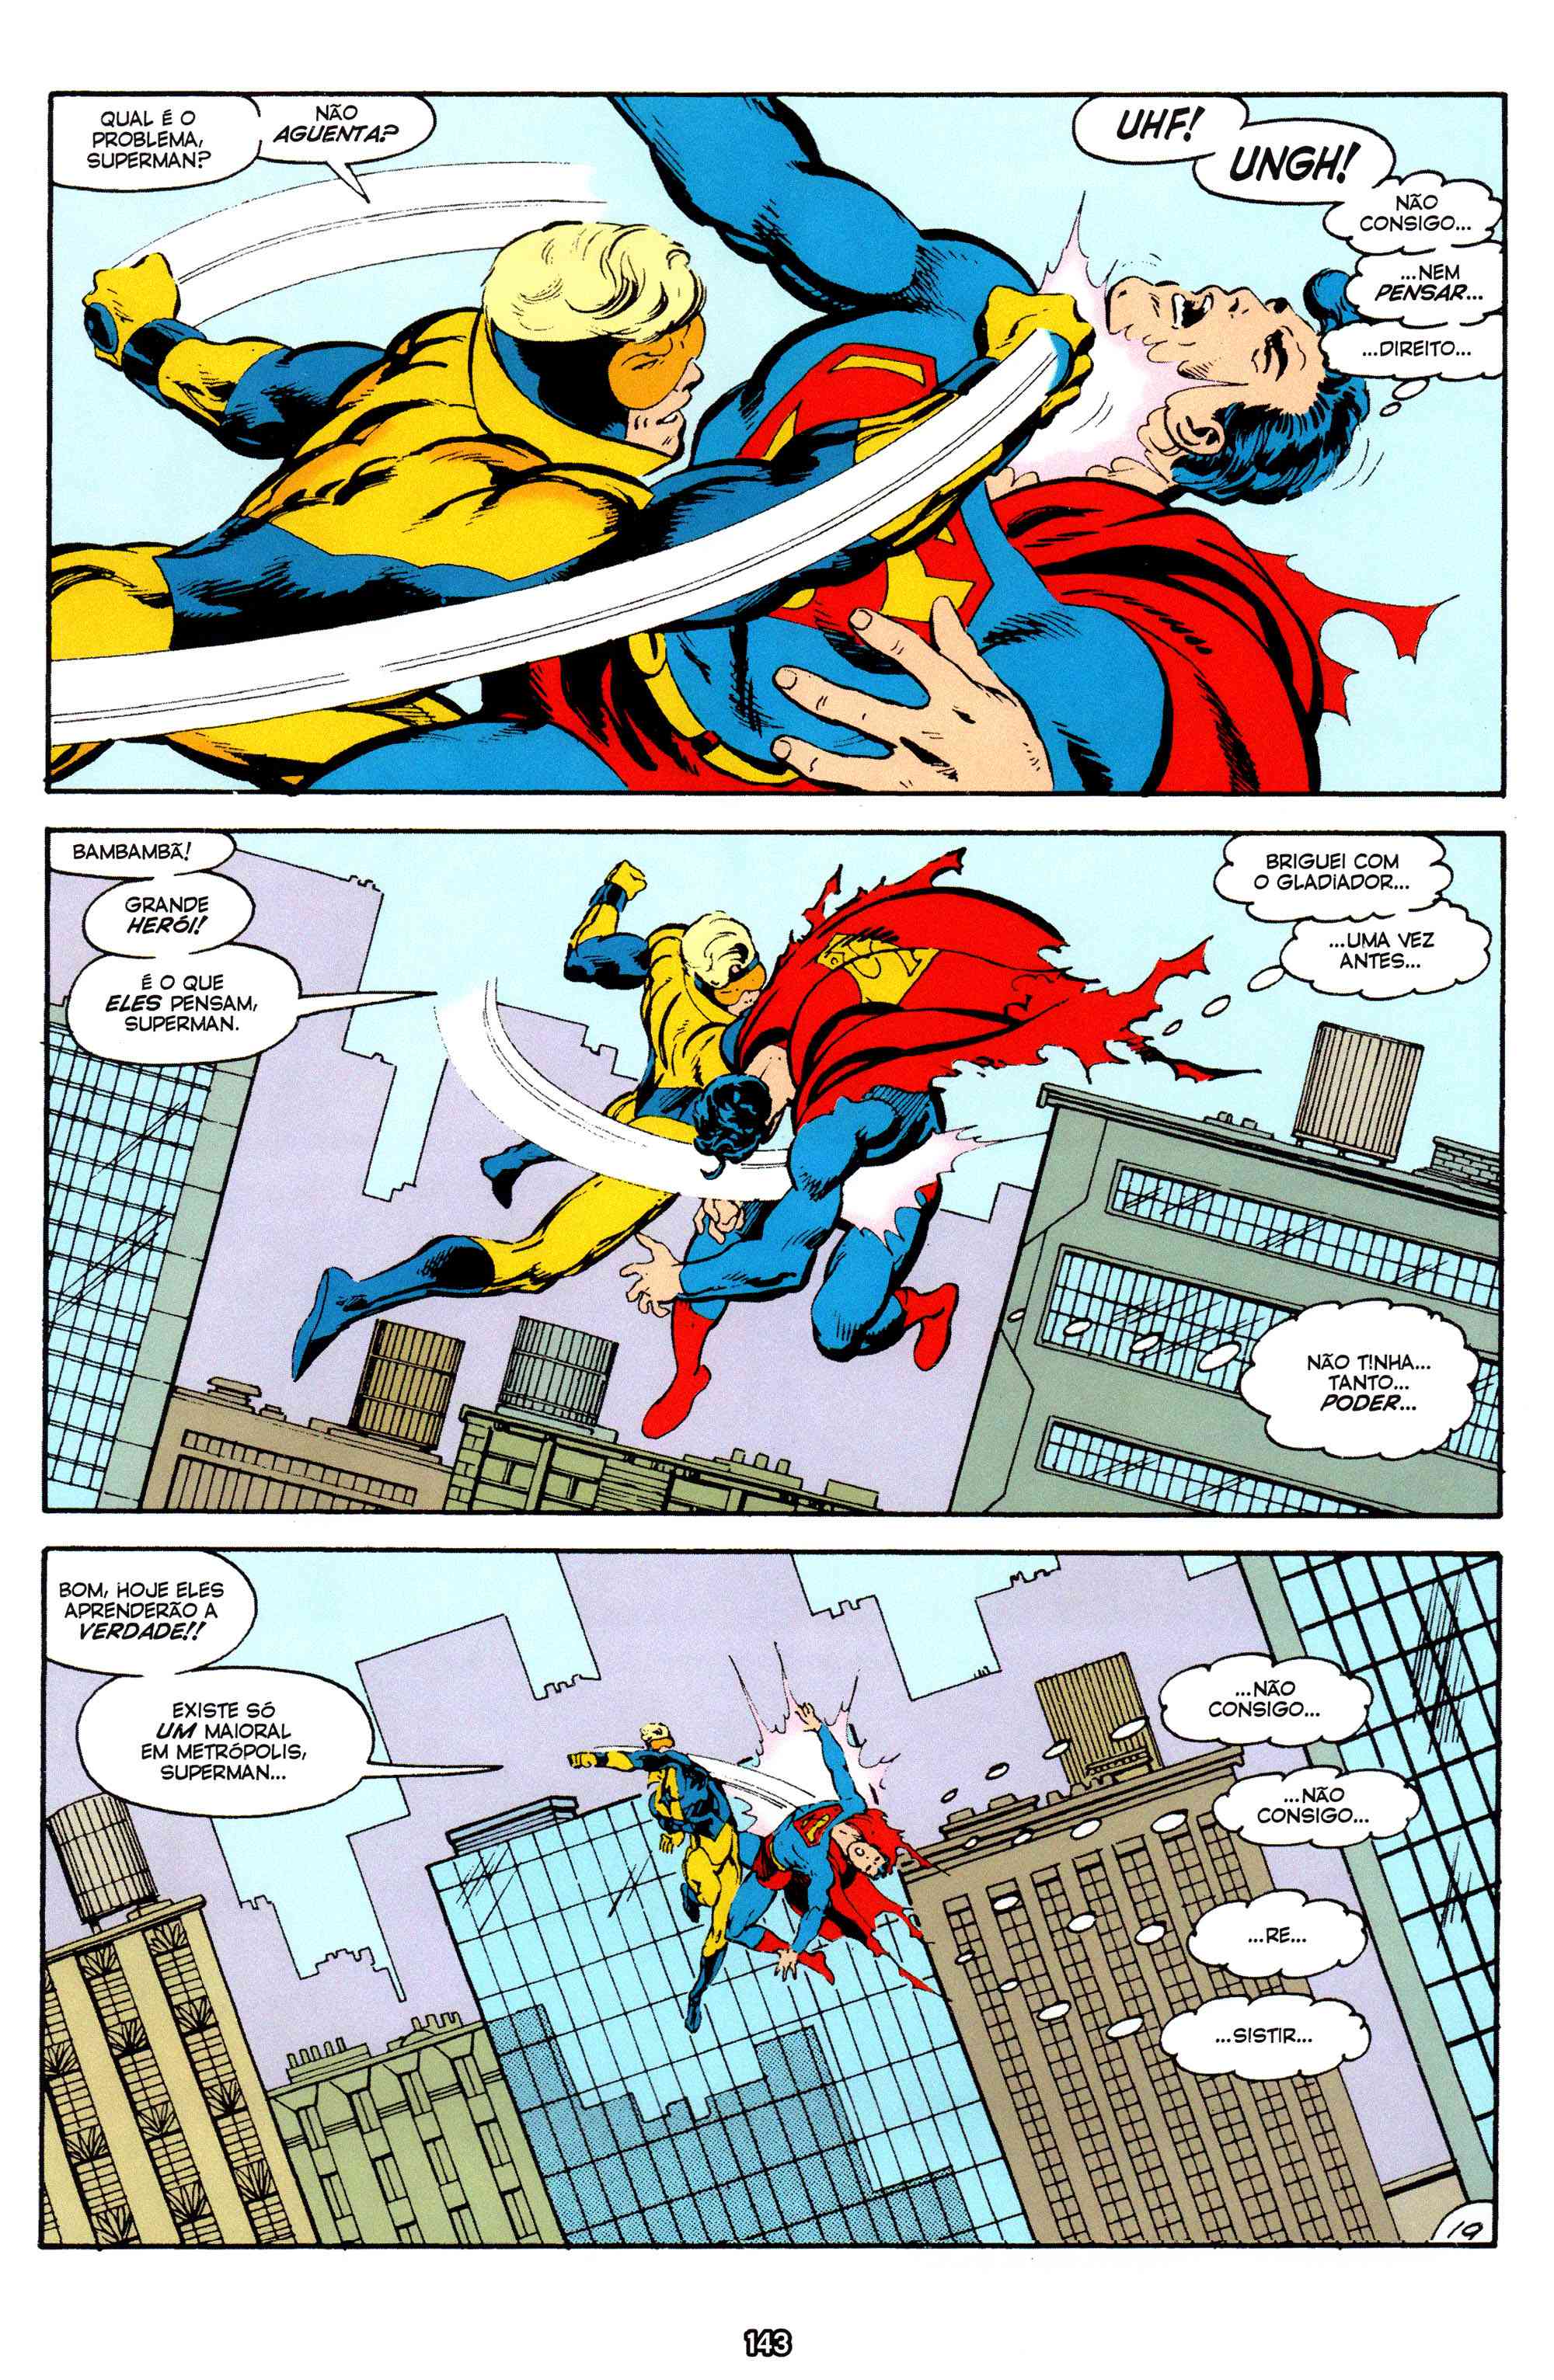 QUAL É O
PROBLEMA,
SUPERMAN?
NÃO
AGUENTA?
UHF!
UNGH!
NÃO
CONSIGO...
...NEM
PENSAR...
...DIREITO...
BAMBAMBÃ!
GRANDE
HERÓI!
É O QUE
ELES PENSAM,
SUPERMAN.
BRIGUEI COM
O GLADIADOR...
...UMA VEZ
ANTES...
NÃO TINHA...
TANTO...
PODER...
BOM, HOJE ELES
APRENDERÃO A
VERDADE!!
EXISTE SÓ
UM MAIORAL
EM METRÓPOLIS,
SUPERMAN...
...NÃO
CONSIGO...
...NÃO
CONSIGO...
...RE...
...SISTIR...
19
143